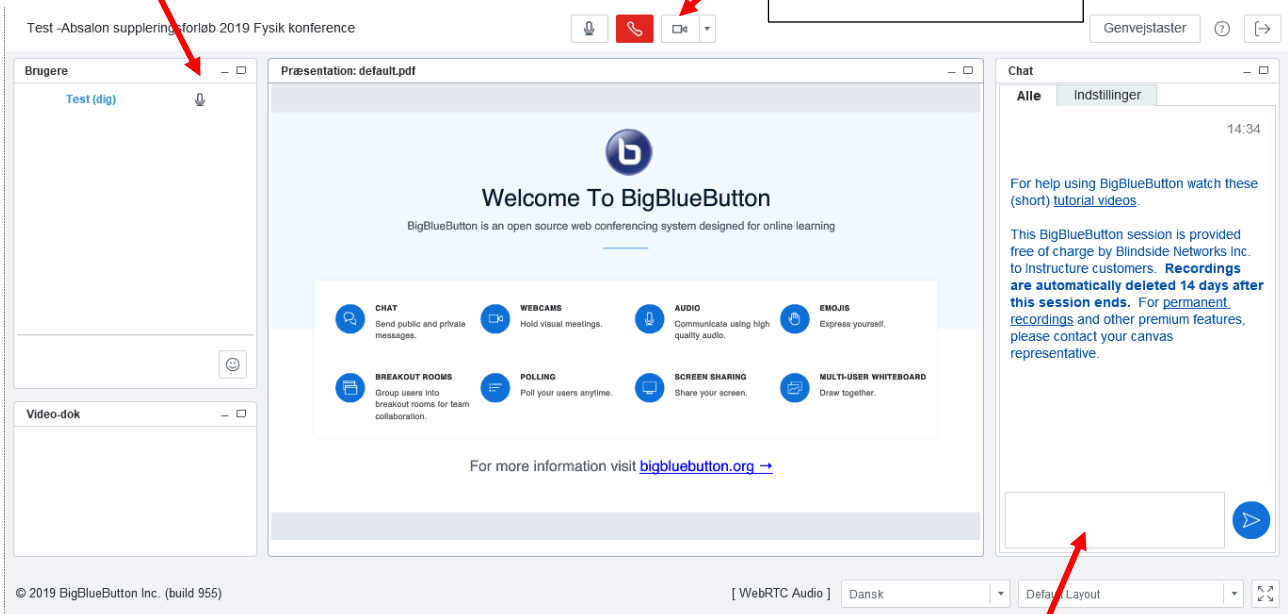 Test -Absalon suppleringsforløb 2019 Fysik konference
Genvejstaster
?
Brugere
Test (dig)
Video-dok
Præsentation: default.pdf
b
Welcome To BigBlueButton
BigBlueButton is an open source web conferencing system designed for online learning
CHAT
Send public and private
messages.
WEBCAMS
Hold visual meetings.
AUDIO
Communicate using high
quality audio.
EMOJIS
Express yourself.
BREAKOUT ROOMS
Group users into
breakout rooms for team
collaboration.
POLLING
Poll your users anytime.
SCREEN SHARING
Share your screen.
MULTI-USER WHITEBOARD
Draw together.
For more information visit bigbluebutton.org →
Chat
Alle
Indstillinger
14:34
For help using BigBlueButton watch these
(short) tutorial videos.
This BigBlueButton session is provided
free of charge by Blindside Networks Inc.
to Instructure customers. Recordings
are automatically deleted 14 days after
this session ends. For permanent
recordings and other premium features,
please contact your canvas
representative.
© 2019 BigBlueButton Inc. (build 955)
[ WebRTC Audio ]
Dansk
Default Layout